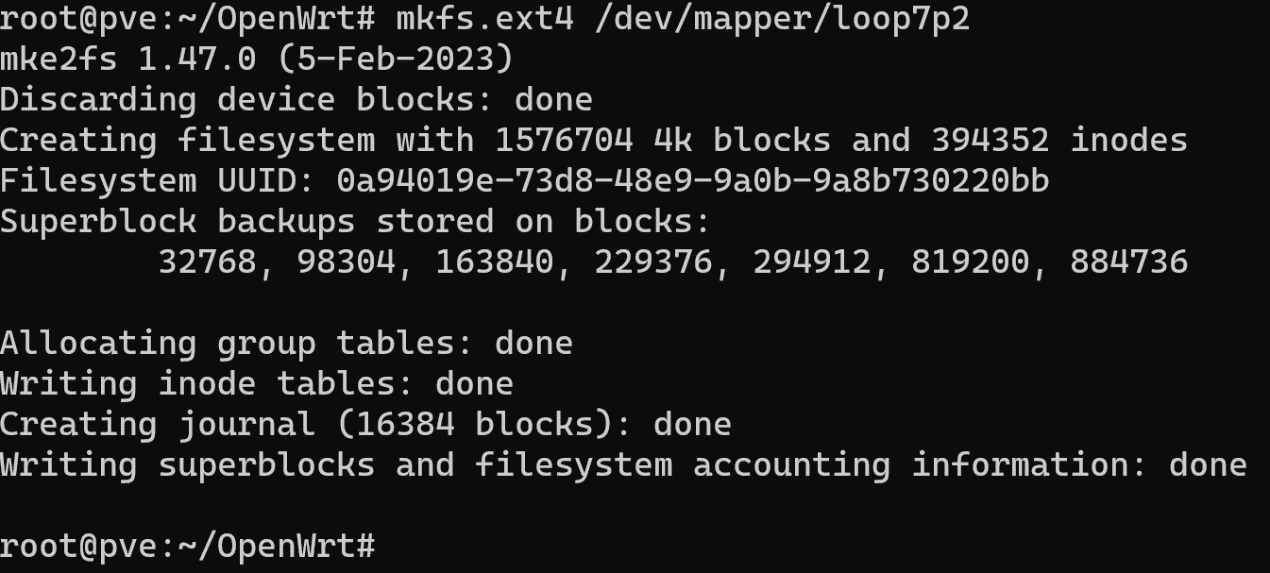 root@pve:~/OpenWrt# mkfs.ext4 /dev/mapper/loop7p2
mke2fs 1.47.0 (5-Feb-2023)
Discarding device blocks: done
Creating filesystem with 1576704 4k blocks and 394352 inodes
Filesystem UUID: 0a94019e-73d8-48e9-9a0b-9a8b730220bb
Superblock backups stored on blocks:
32768, 98304, 163840, 229376, 294912, 819200, 884736
Allocating group tables: done
Writing inode tables: done
Creating journal (16384 blocks): done
Writing superblocks and filesystem accounting information: done
root@pve:~/OpenWrt#